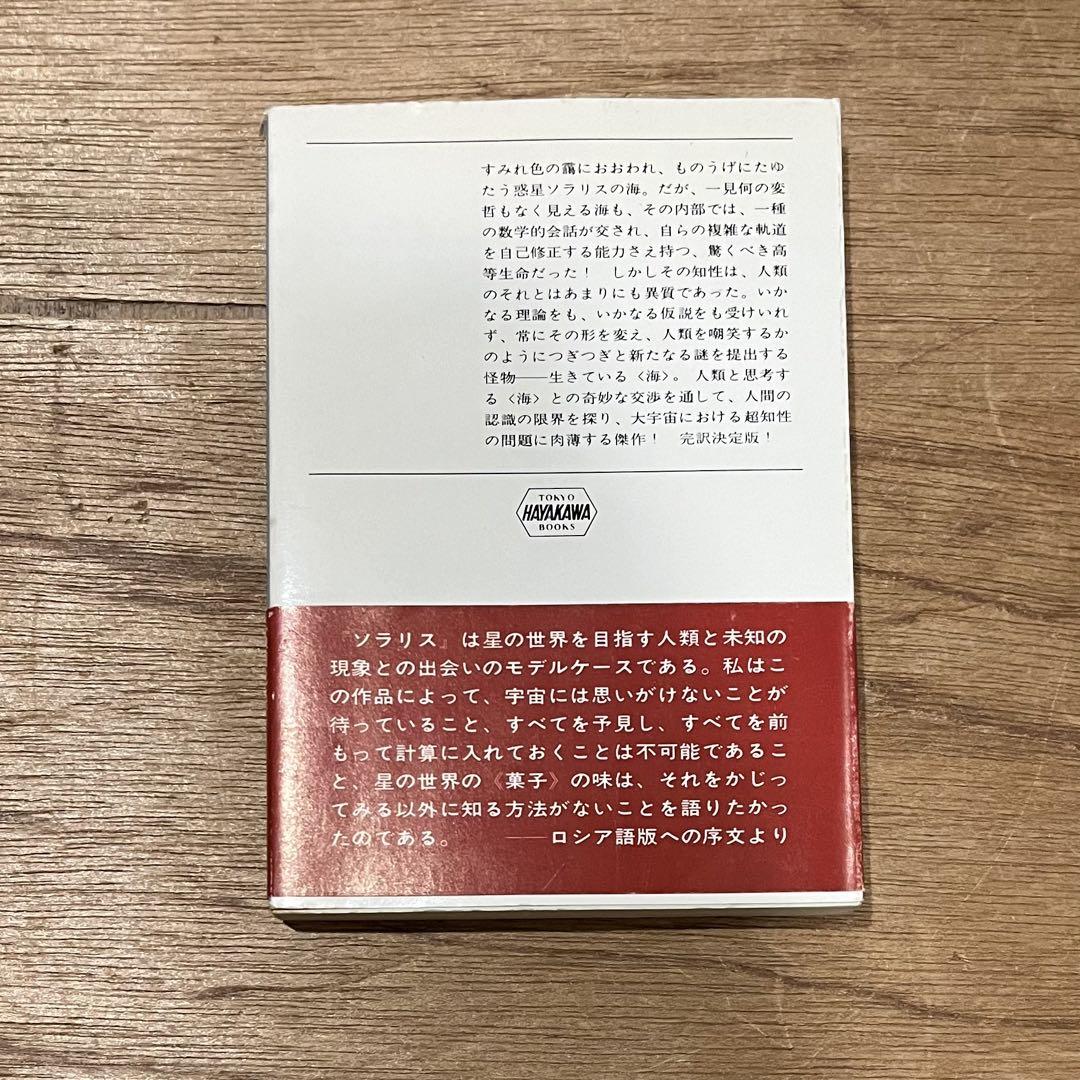 すみれ色の靄におおわれ、ものうげにたゆ
たう惑星ソラリスの海。だが、一見何の変
哲もなく見える海も、その内部では、一種
の数学的会話が交され、自らの複雑な軌道
を自己修正する能力さえ持つ、驚くべき高
等生命だった！　しかしその知性は、人類
のそれとはあまりにも異質であった。いか
なる理論をも、いかなる仮説をも受けいれ
ず、常にその形を変え、人類を嘲笑するか
のようにつぎつぎと新たなる謎を提出する
怪物――生きている〈海〉。人類と思考す
る〈海〉との奇妙な交渉を通して、人間の
認識の限界を探り、大宇宙における超知性
の問題に肉薄する傑作！　完訳決定版！
TOKYO
HAYAKAWA
BOOKS
『ソラリス』は星の世界を目指す人類と未知の
現象との出会いのモデルケースである。私はこ
の作品によって、宇宙には思いがけないことが
待っていること、すべてを予見し、すべてを前
もって計算に入れておくことは不可能であるこ
と、星の世界の《菓子》の味は、それをかじっ
てみる以外に知る方法がないことを語りたかっ
たのである。　――ロシア語版への序文より